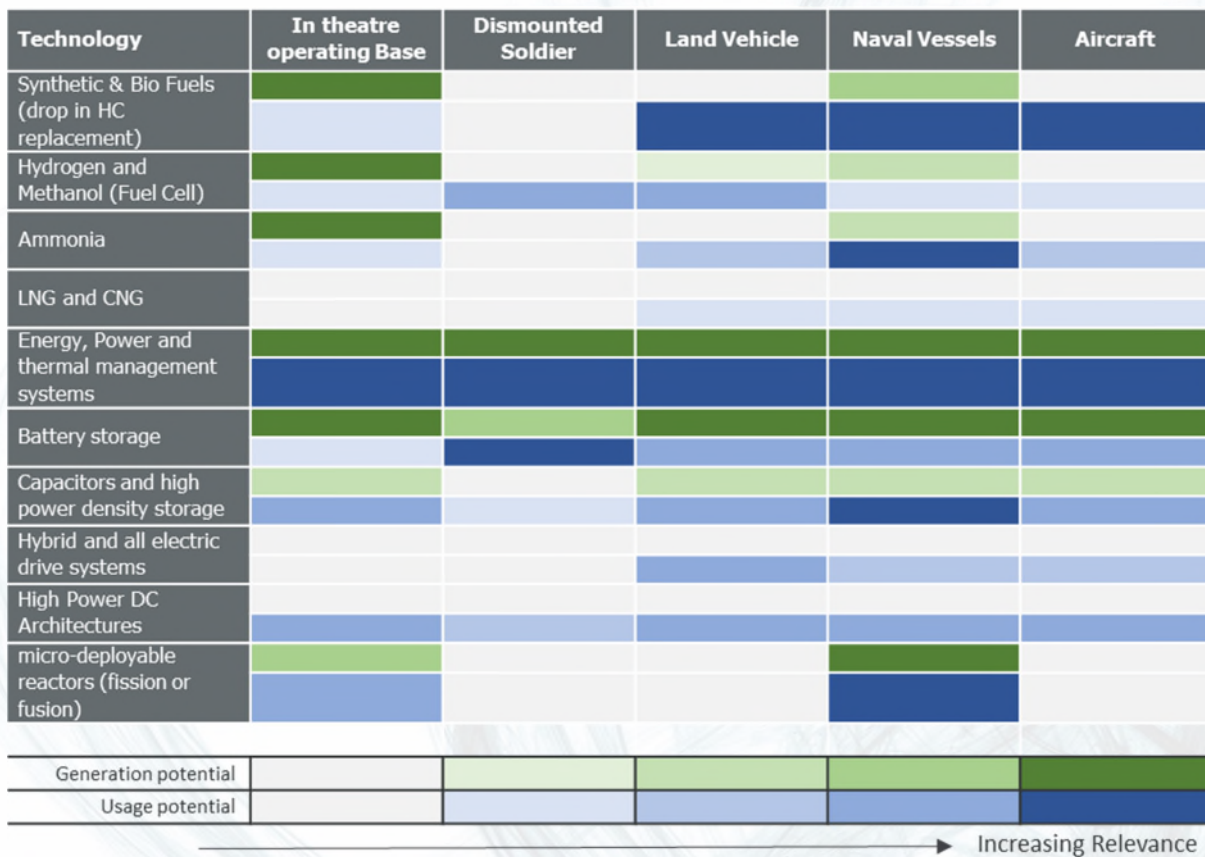 Technology
In theatre
operating Base
Dismounted
Soldier
Land Vehicle
Naval Vessels
Aircraft
Synthetic & Bio Fuels
(drop in HC
replacement)
Hydrogen and
Methanol (Fuel Cell)
Ammonia
LNG and CNG
Energy, Power and
thermal management
systems
Battery storage
Capacitors and high
power density storage
Hybrid and all electric
drive systems
High Power DC
Architectures
micro-deployable
reactors (fission or
fusion)
Generation potential
Usage potential
Increasing Relevance